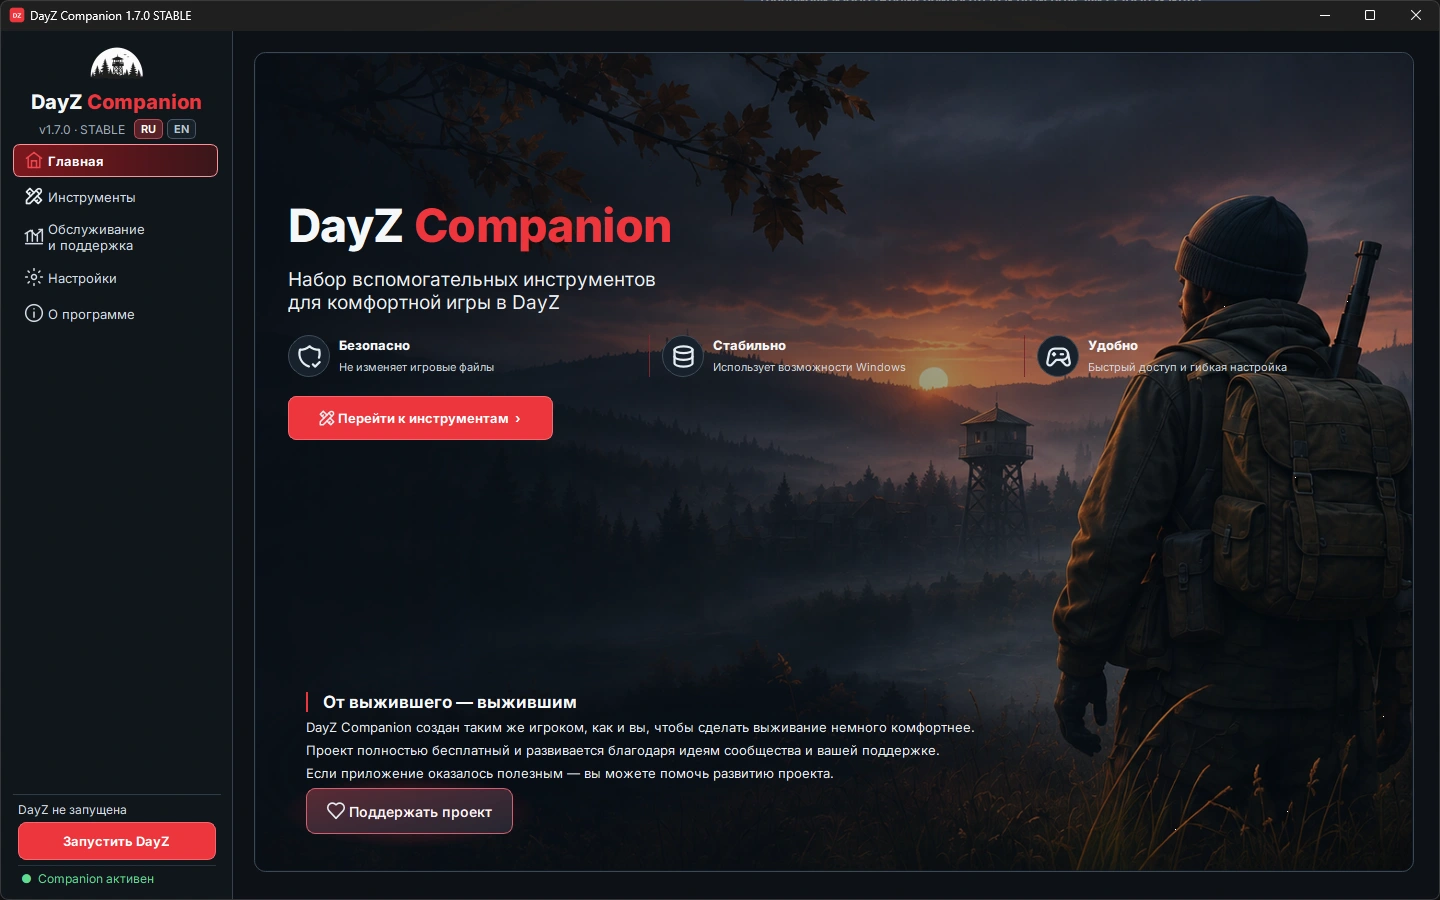 DZ DayZ Companion 1.7.0 STABLE
DayZ Companion
v1.7.0 · STABLE RU EN
Главная
Инструменты
Обслуживание
и поддержка
Настройки
О программе
DayZ не запущена
Запустить DayZ
Companion активен
DayZ Companion
Набор вспомогательных инструментов
для комфортной игры в DayZ
Безопасно
Не изменяет игровые файлы
Стабильно
Использует возможности Windows
Удобно
Быстрый доступ и гибкая настройка
Перейти к инструментам ›
От выжившего — выжившим
DayZ Companion создан таким же игроком, как и вы, чтобы сделать выживание немного комфортнее.
Проект полностью бесплатный и развивается благодаря идеям сообщества и вашей поддержке.
Если приложение оказалось полезным — вы можете помочь развитию проекта.
Поддержать проект